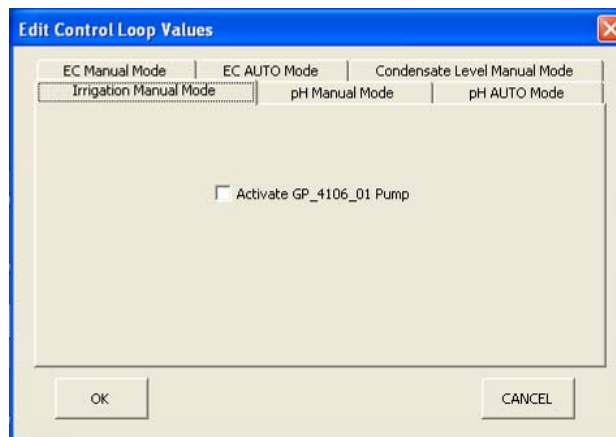 Edit Control Loop Values
EC Manual Mode EC AUTO Mode Condensate Level Manual Mode
Irrigation Manual Mode pH Manual Mode pH AUTO Mode
Activate GP_4106_01 Pump
OK CANCEL